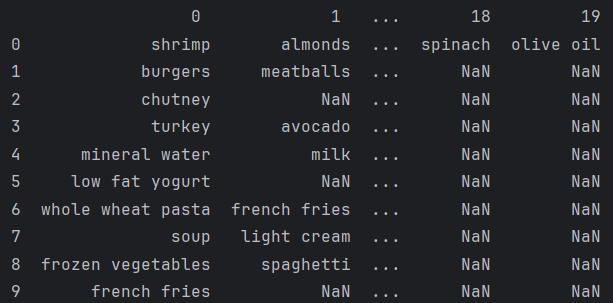 0 1 ... 18 19
0 shrimp almonds ... spinach olive oil
1 burgers meatballs ... NaN NaN
2 chutney NaN ... NaN NaN
3 turkey avocado ... NaN NaN
4 mineral water milk ... NaN NaN
5 low fat yogurt NaN ... NaN NaN
6 whole wheat pasta french fries ... NaN NaN
7 soup light cream ... NaN NaN
8 frozen vegetables spaghetti ... NaN NaN
9 french fries NaN ... NaN NaN